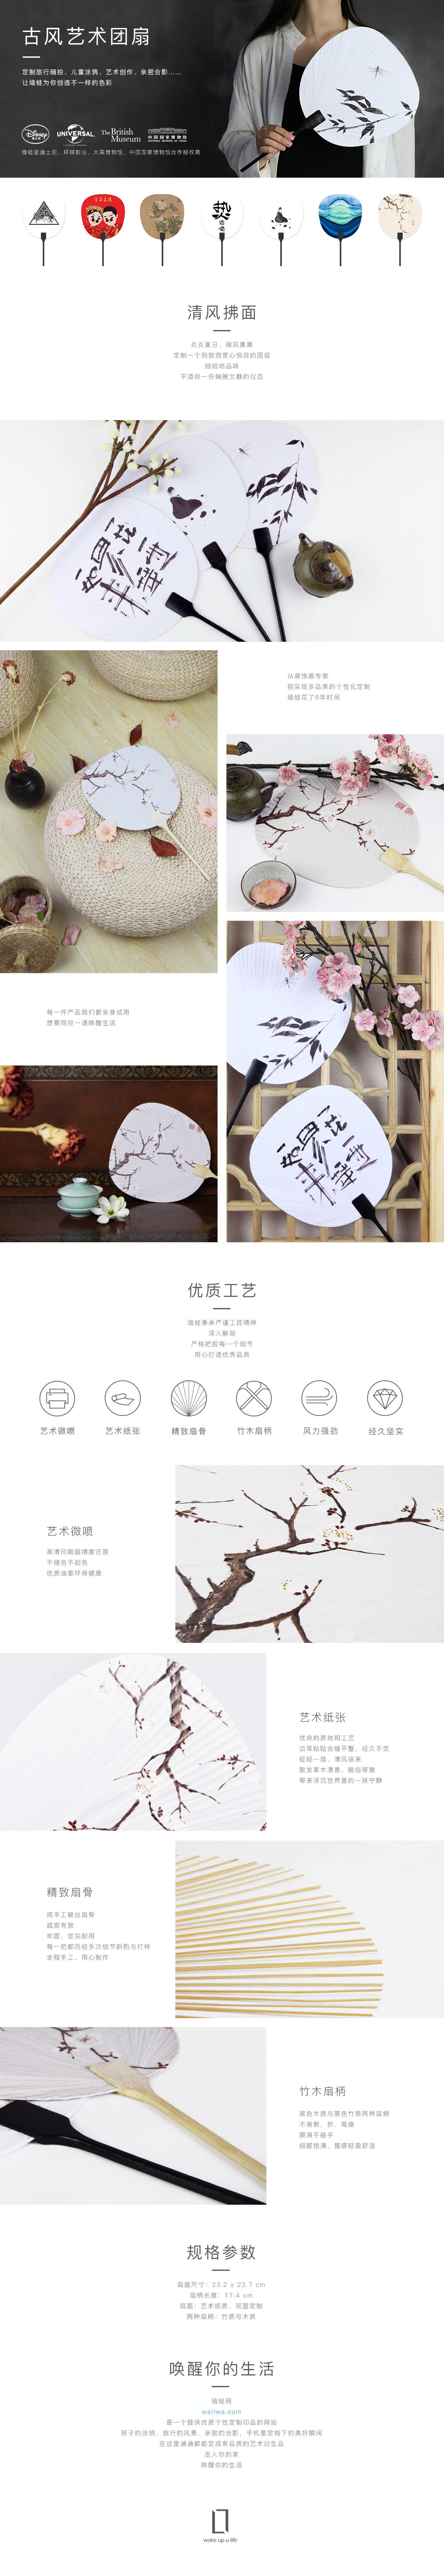 古风艺术团扇
定制旅行随拍、儿童涂鸦、艺术创作、亲密合影……
让墙蛙为你创造不一样的色彩
Disney
UNIVERSAL
The British Museum
中国国家博物馆
墙蛙是迪士尼、环球影业、大英博物馆、中国国家博物馆合作授权商
热
清风拂面
炎炎夏日、微风熏熏
定制一个别致而赏心悦目的团扇
细细地品味
平添你一份娴雅文静的仪态
从装饰画专家
到实现多品类的个性化定制
墙蛙花了6年时间
每一件产品我们都亲身试用
想要同你一道唤醒生活
优质工艺
墙蛙秉承严谨工匠精神
深入解剖
严格把控每一个细节
用心打造优秀品质
艺术微喷
艺术纸张
精致扇骨
竹木扇柄
风力强劲
经久坚实
艺术微喷
高清印刷超精度还原
不褪色不刮色
优质油墨环保健康
艺术纸张
优良的质地和工艺
边耳粘贴合缝平整，经久不变
轻轻一扇，清风徐来
散发草木清香，脱俗带雅
带来浮沉世界里的一抹宁静
精致扇骨
纯手工破丝扇骨
疏密有致
牢固、坚实耐用
每一把都历经多次细节斟酌与打样
全程手工，用心制作
竹木扇柄
黑色木质与原色竹质两种扇柄
不易断、折、弯曲
顺滑不硌手
细腻饱满，握感轻盈舒适
规格参数
扇面尺寸：23.2 x 23.7 cm
扇柄长度：17.4 cm
扇面：艺术纸质、双面定制
两种扇柄：竹质与木质
唤醒你的生活
墙蛙网
wallwa.com
是一个提供优质个性定制印品的网站
孩子的涂鸦、旅行的风景、亲密的合影、手机里定格下的美好瞬间
在这里通通都能变成有品质的艺术衍生品
走入你的家
唤醒你的生活
wake up u life